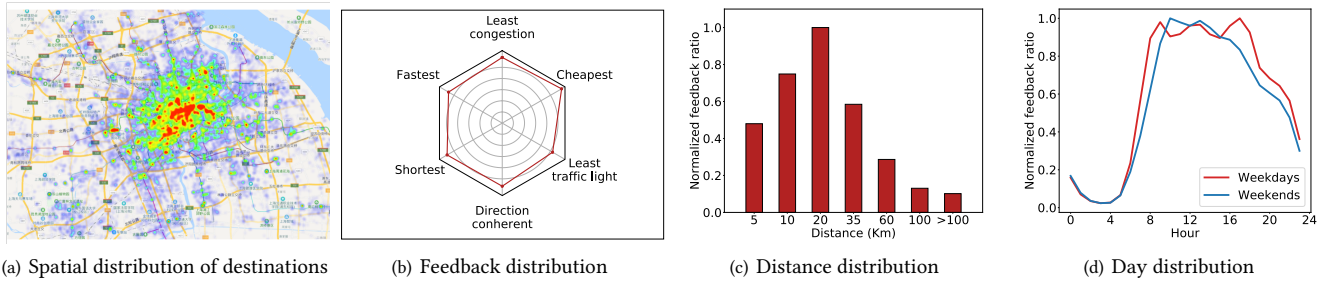 Least
congestion
Fastest
Cheapest
Shortest
Least
traffic light
Direction
conherent
Normalized feedback ratio
1.0
0.8
0.6
0.4
0.2
0.0
5 10 20 35 60 100 >100
Distance (Km)
Normalized feedback ratio
1.0
0.8
0.6
0.4
0.2
0.0
Weekdays
Weekends
0 4 8 12 16 20 24
Hour
(a) Spatial distribution of destinations
(b) Feedback distribution
(c) Distance distribution
(d) Day distribution